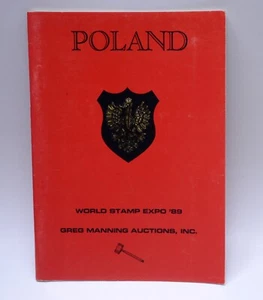 POLAND
WORLD STAMP EXPO '89
GREG MANNING AUCTIONS, INC.